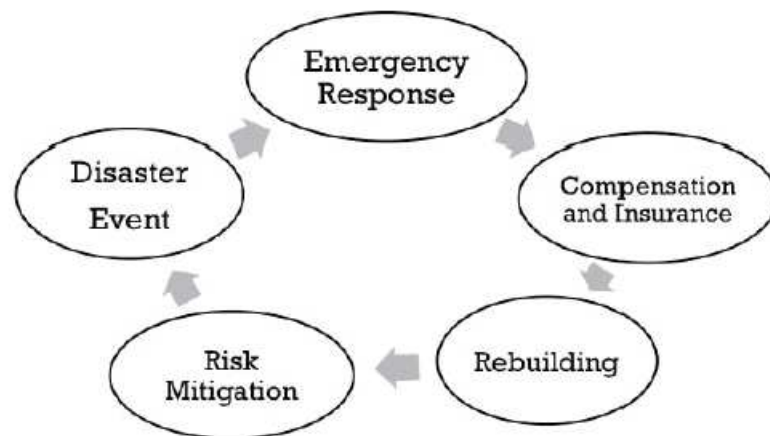 Emergency
Response
Disaster
Event
Compensation
and Insurance
Risk
Mitigation
Rebuilding